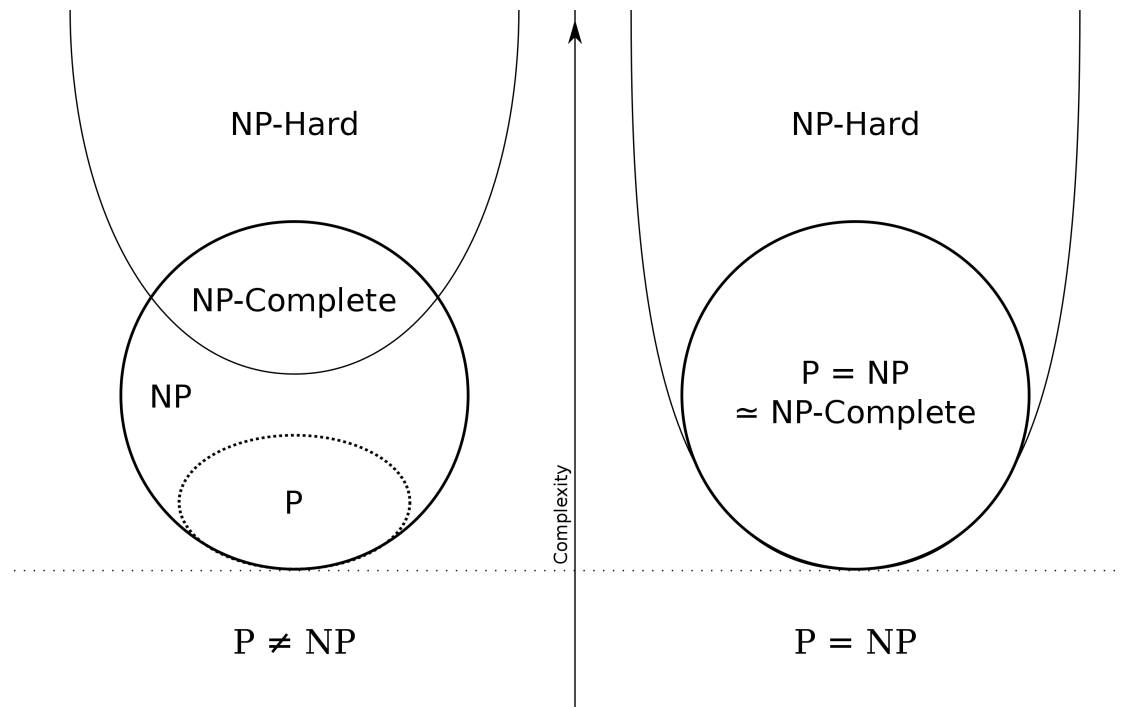 NP-Hard
NP-Complete
NP
P
P ≠ NP
Complexity
NP-Hard
P = NP
≃ NP-Complete
P = NP